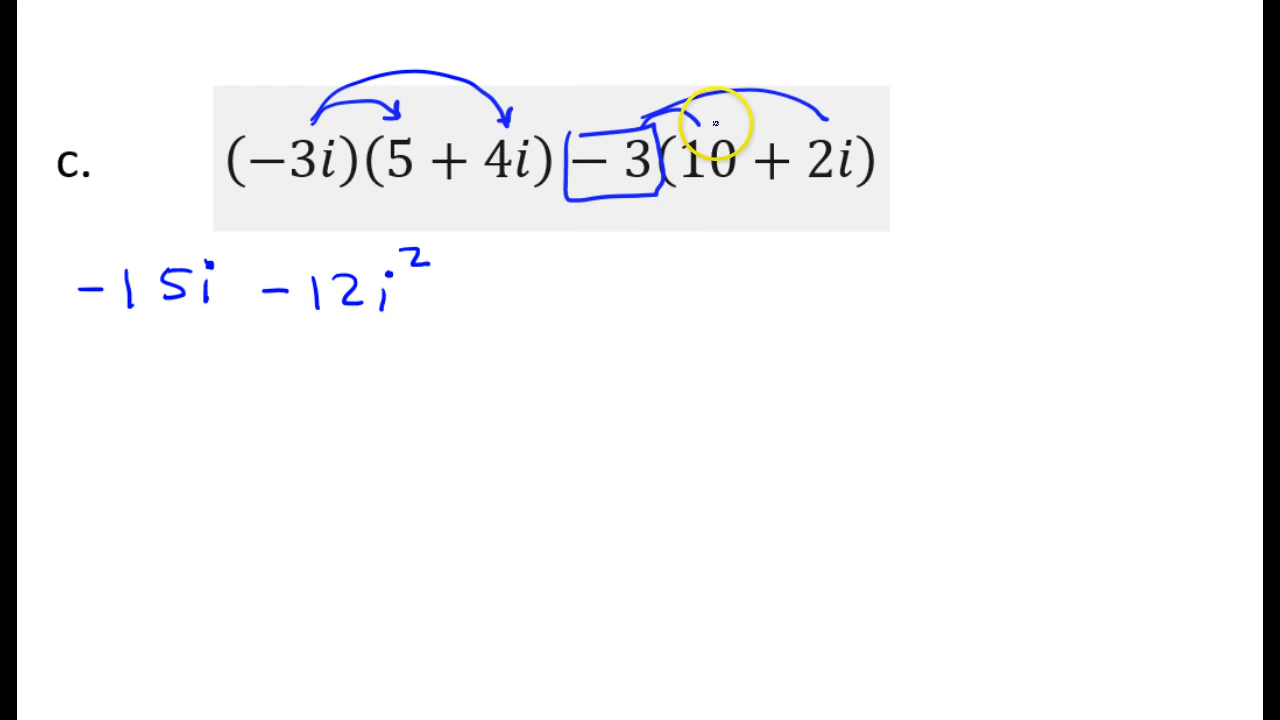 c. (−3i)(5 + 4i) − 3(10 + 2i)
-15i -12i²